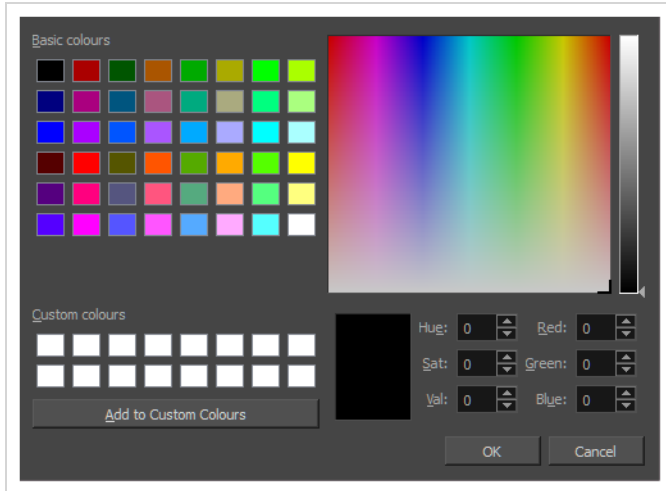 Basic colours
Custom colours
Add to Custom Colours
Hue: 0 Red: 0
Sat: 0 Green: 0
Val: 0 Blue: 0
OK Cancel